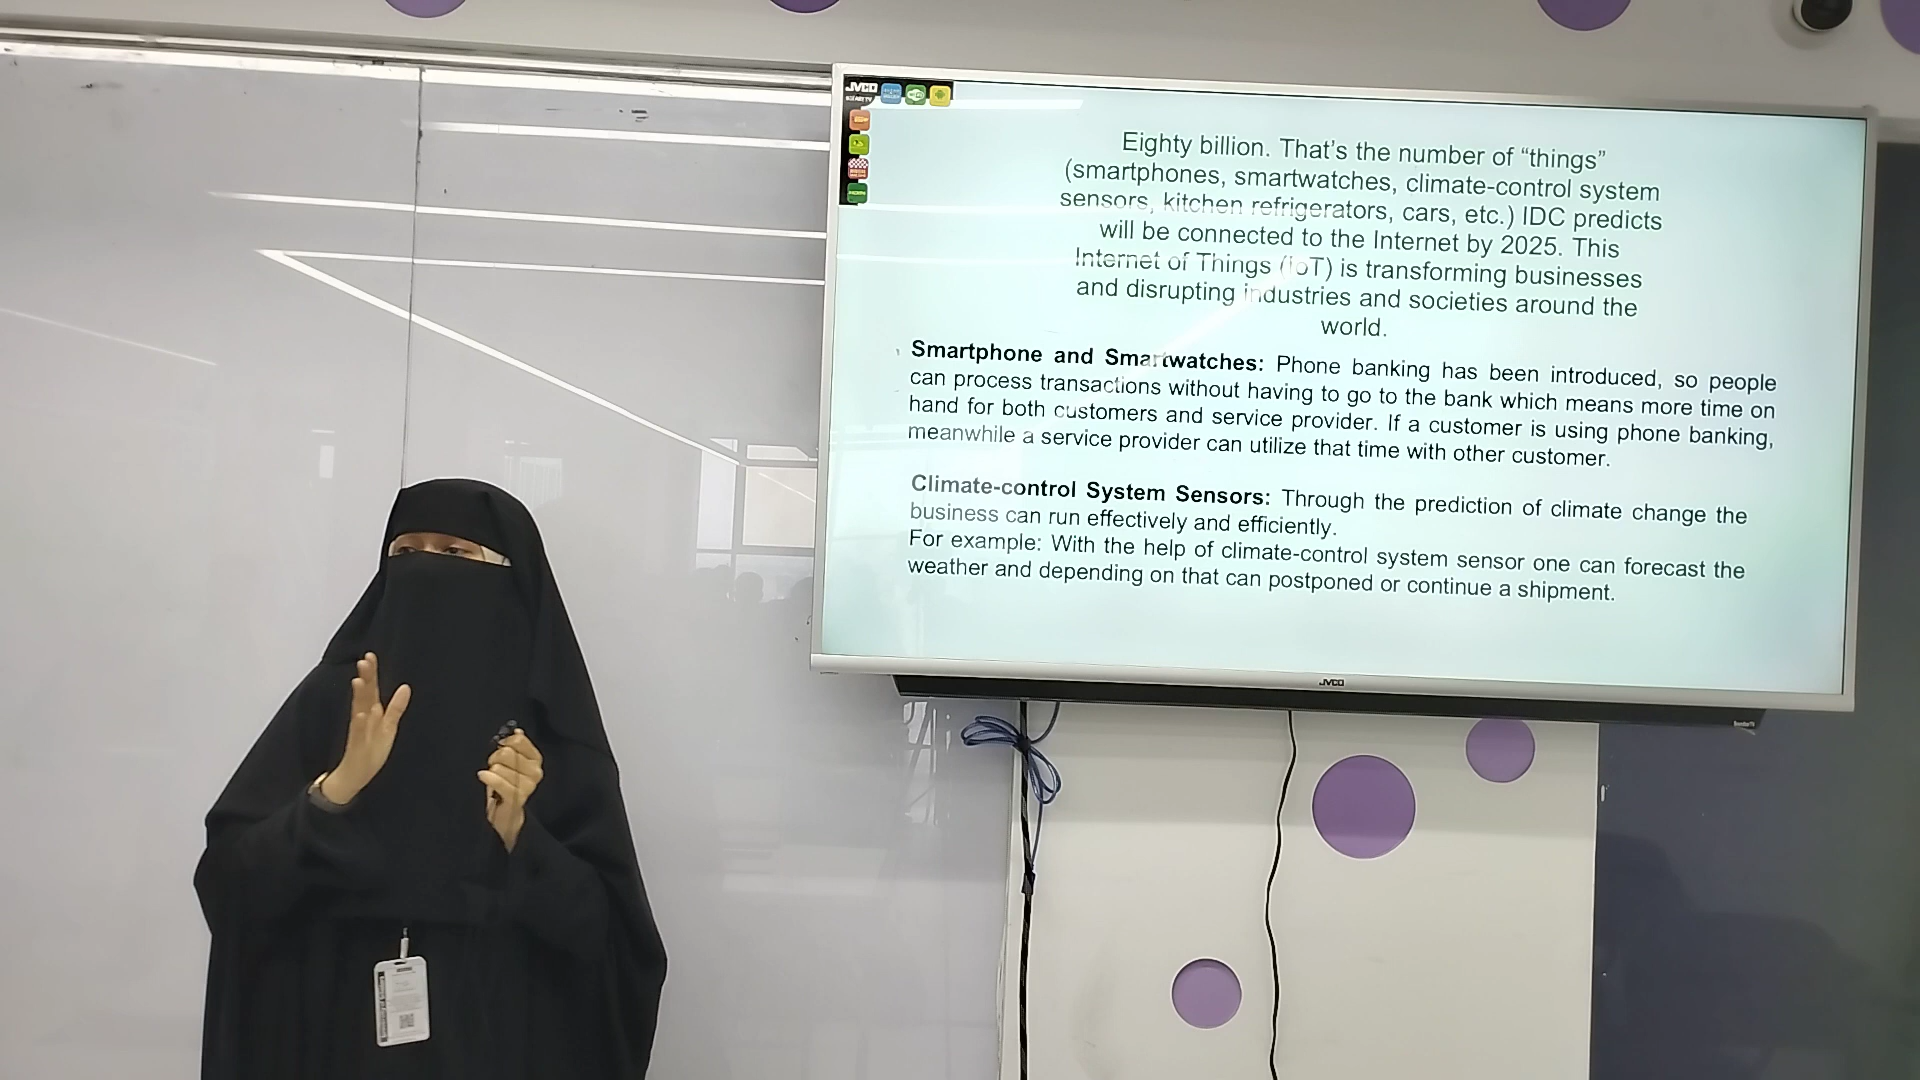 JVCO
Eighty billion. That's the number of “things”
(smartphones, smartwatches, climate-control system
sensors, kitchen refrigerators, cars, etc.) IDC predicts
will be connected to the Internet by 2025. This
Internet of Things (IoT) is transforming businesses
and disrupting industries and societies around the
world.
Smartphone and Smartwatches: Phone banking has been introduced, so people
can process transactions without having to go to the bank which means more time on
hand for both customers and service provider. If a customer is using phone banking,
meanwhile a service provider can utilize that time with other customer.
Climate-control System Sensors: Through the prediction of climate change the
business can run effectively and efficiently.
For example: With the help of climate-control system sensor one can forecast the
weather and depending on that can postponed or continue a shipment.
JVCO